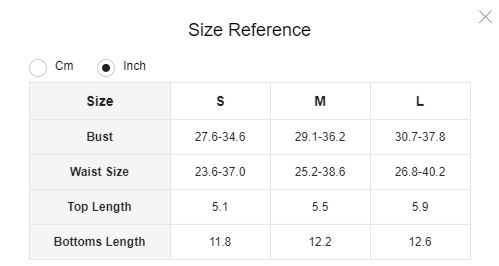 Size Reference
Cm Inch
Size S M L
Bust 27.6-34.6 29.1-36.2 30.7-37.8
Waist Size 23.6-37.0 25.2-38.6 26.8-40.2
Top Length 5.1 5.5 5.9
Bottoms Length 11.8 12.2 12.6